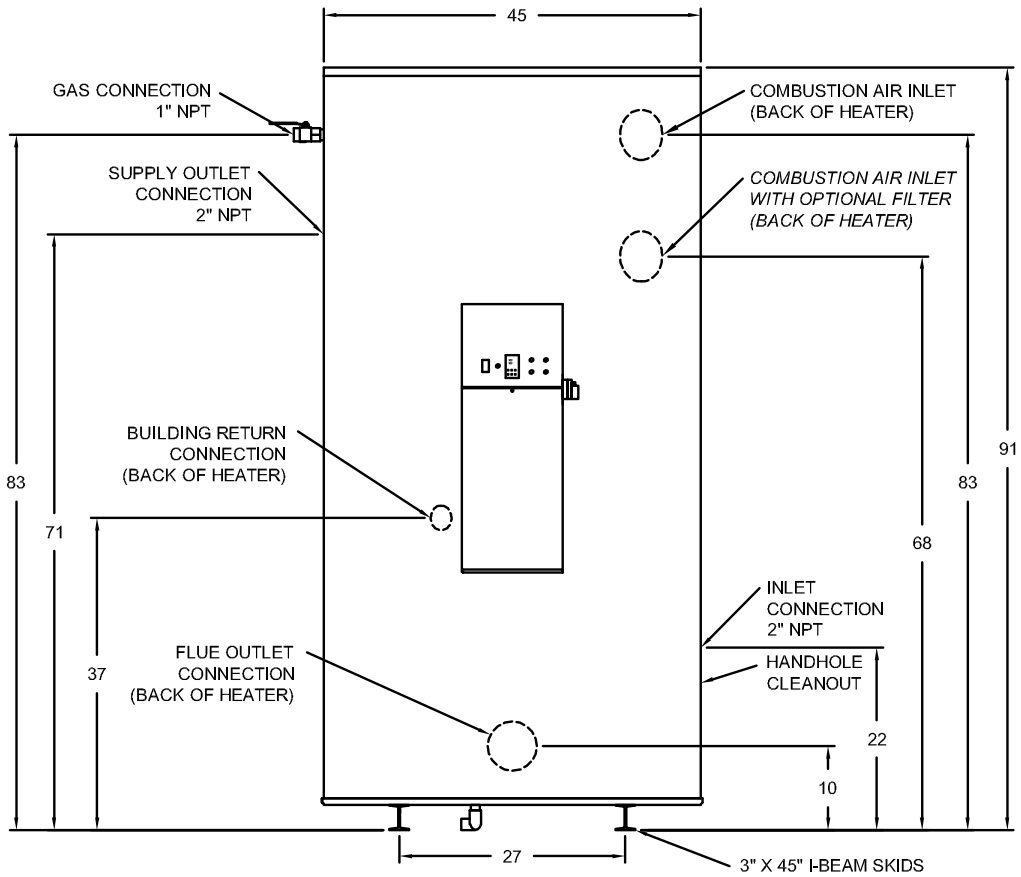 45
GAS CONNECTION
1" NPT
COMBUSTION AIR INLET
(BACK OF HEATER)
SUPPLY OUTLET
CONNECTION
2" NPT
COMBUSTION AIR INLET
WITH OPTIONAL FILTER
(BACK OF HEATER)
BUILDING RETURN
CONNECTION
(BACK OF HEATER)
91
83
83
71
68
INLET
CONNECTION
2" NPT
FLUE OUTLET
CONNECTION
(BACK OF HEATER)
HANDHOLE
CLEANOUT
37
22
10
27
3" X 45" I-BEAM SKIDS